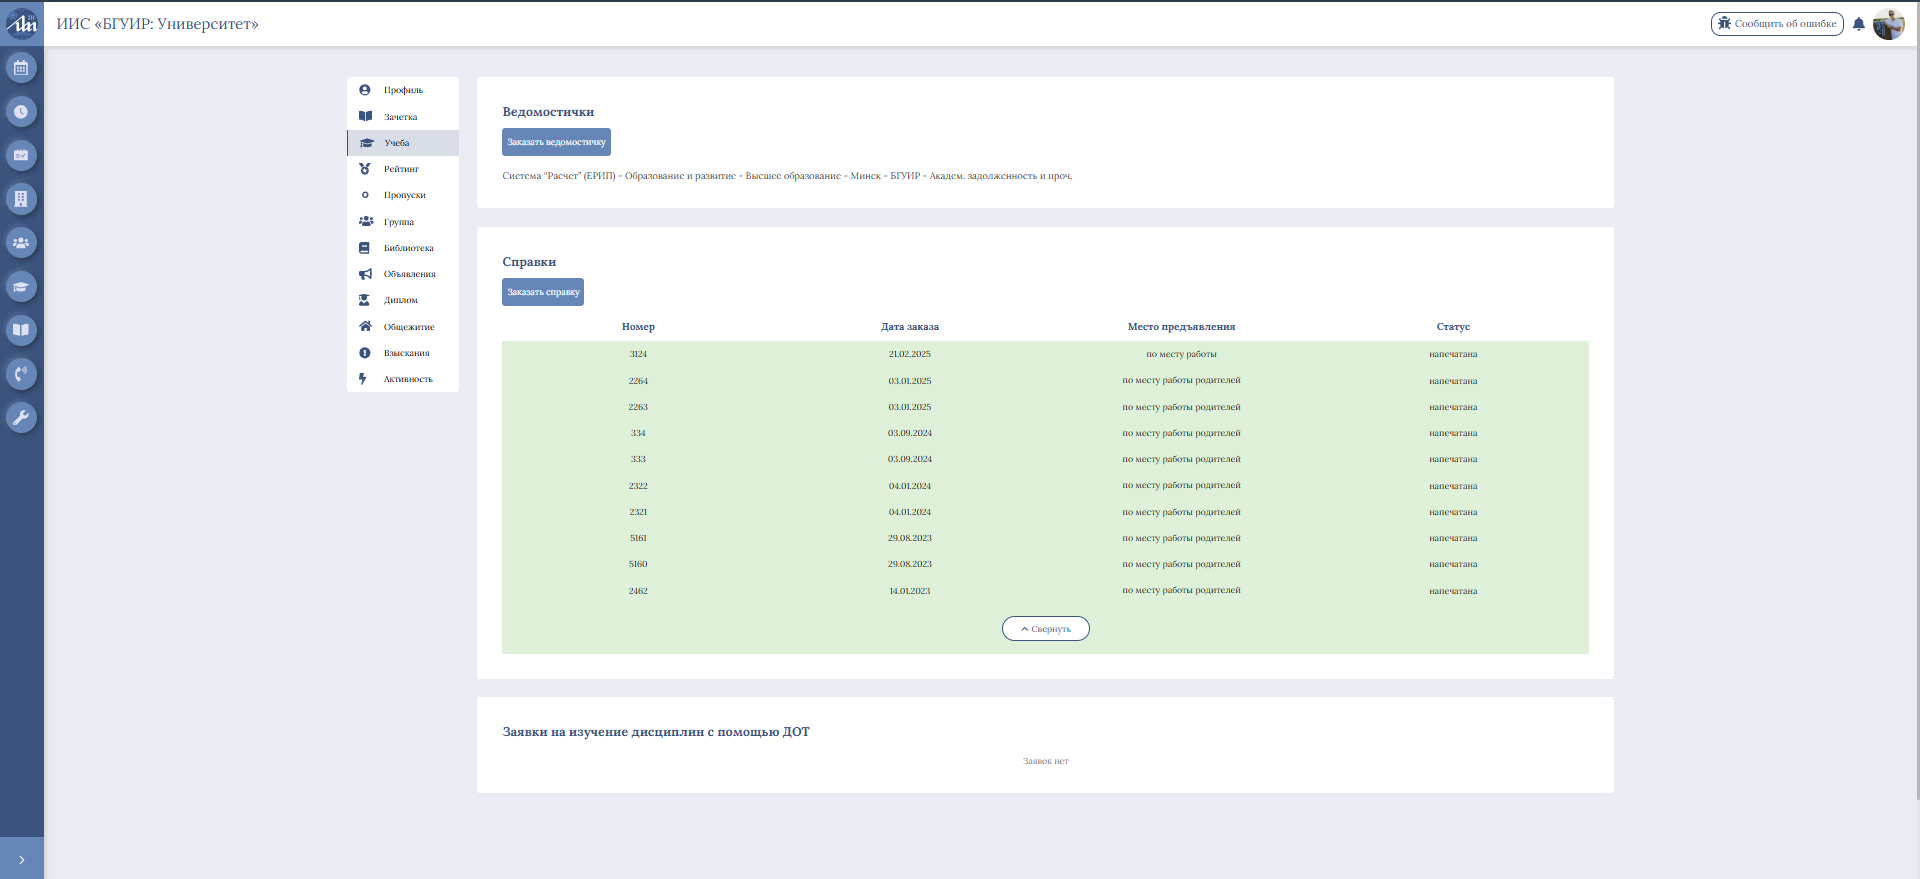 ИИС «БГУИР: Университет»
Сообщить об ошибке
Профиль
Зачетка
Учеба
Рейтинг
Пропуски
Группа
Библиотека
Объявления
Диплом
Общежитие
Взыскания
Активность
Ведомостички
Заказать ведомостичку
Система “Расчет” (ЕРИП) - Образование и развитие - Высшее образование - Минск - БГУИР - Академ. задолженность и проч.
Справки
Заказать справку
Номер Дата заказа Место предъявления Статус
3124 21.02.2025 по месту работы напечатана
2264 03.01.2025 по месту работы родителей напечатана
2263 03.01.2025 по месту работы родителей напечатана
334 03.09.2024 по месту работы родителей напечатана
333 03.09.2024 по месту работы родителей напечатана
2322 04.01.2024 по месту работы родителей напечатана
2321 04.01.2024 по месту работы родителей напечатана
5161 29.08.2023 по месту работы родителей напечатана
5160 29.08.2023 по месту работы родителей напечатана
2462 14.01.2023 по месту работы родителей напечатана
Свернуть
Заявки на изучение дисциплин с помощью ДОТ
Заявок нет